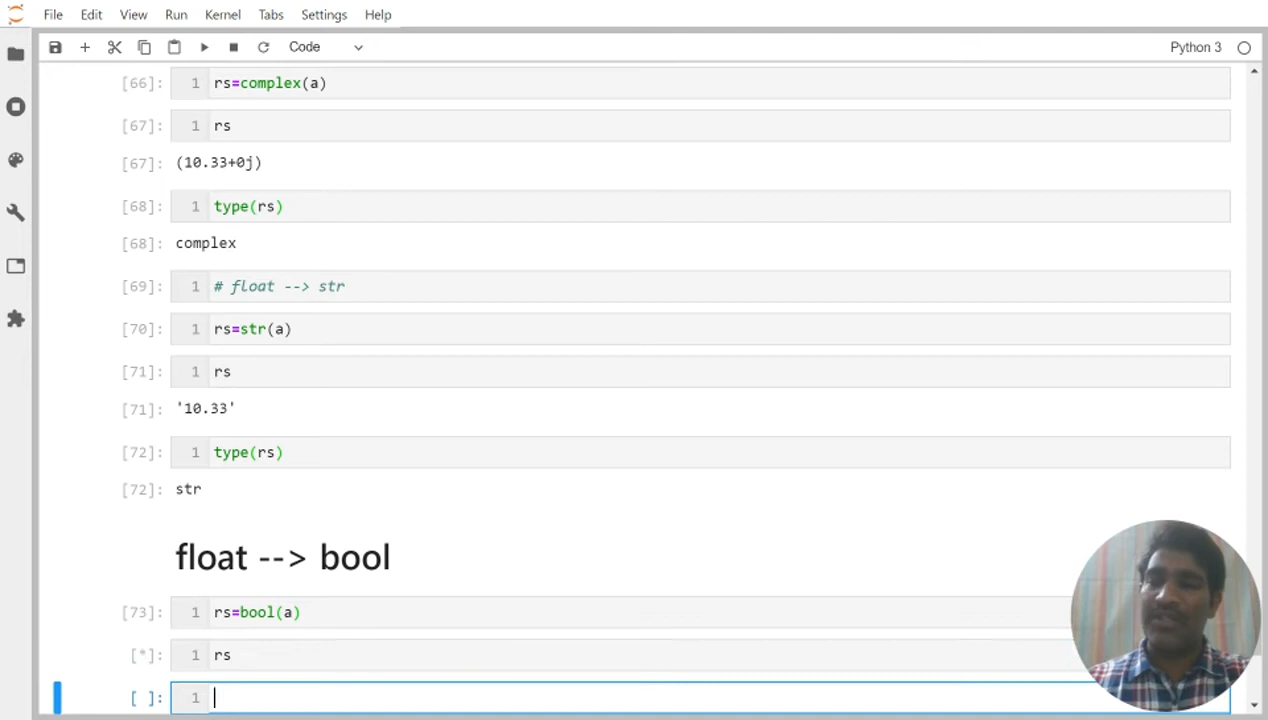 File Edit View Run Kernel Tabs Settings Help
Code Python 3
[66]: 1 rs=complex(a)
[67]: 1 rs
[67]: (10.33+0j)
[68]: 1 type(rs)
[68]: complex
[69]: 1 # float --> str
[70]: 1 rs=str(a)
[71]: 1 rs
[71]: '10.33'
[72]: 1 type(rs)
[72]: str
float --> bool
[73]: 1 rs=bool(a)
[*]: 1 rs
[ ]: 1